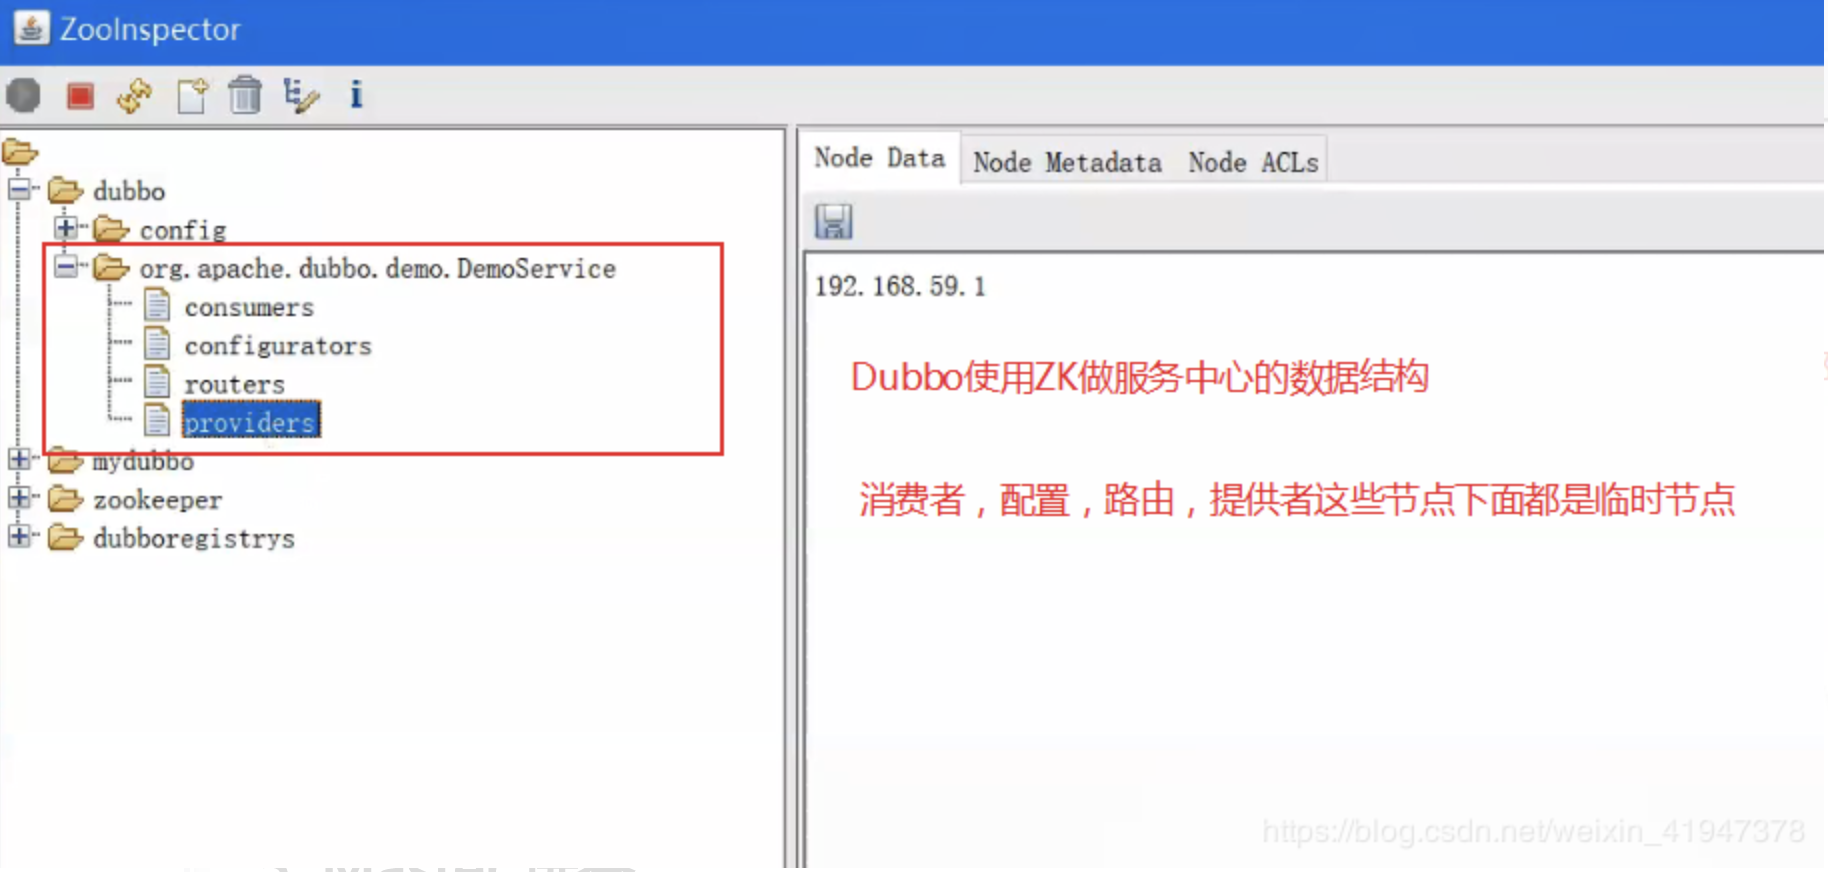 ZooInspector
Node Data
Node Metadata
Node ACLs
dubbo
config
org.apache.dubbo.demo.DemoService
consumers
configurators
routers
providers
mydubbo
zookeeper
dubboregistrys
192.168.59.1
Dubbo使用ZK做服务中心的数据结构
消费者，配置，路由，提供者这些节点下面都是临时节点
https://blog.csdn.net/weixin_41947378